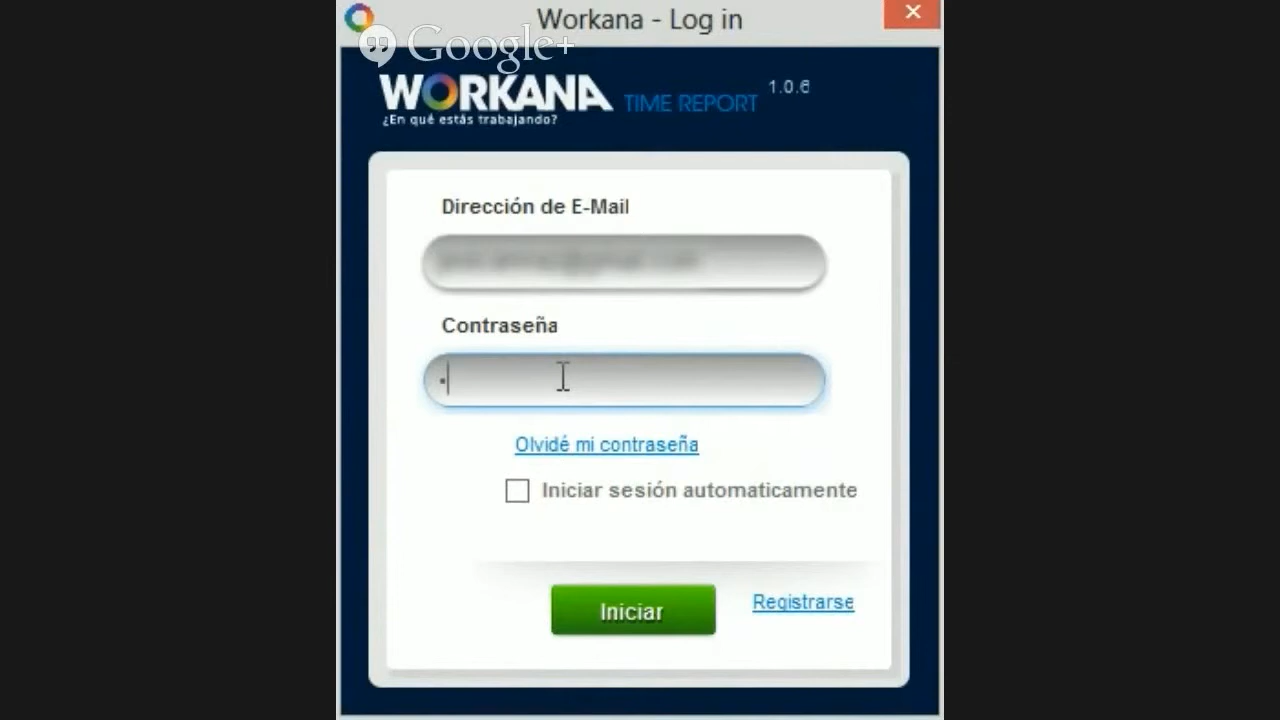 Workana - Log in
Google+
WORKANA TIME REPORT 1.0.6
¿En qué estás trabajando?
Dirección de E-Mail
Contraseña
Olvidé mi contraseña
Iniciar sesión automaticamente
Iniciar
Registrarse